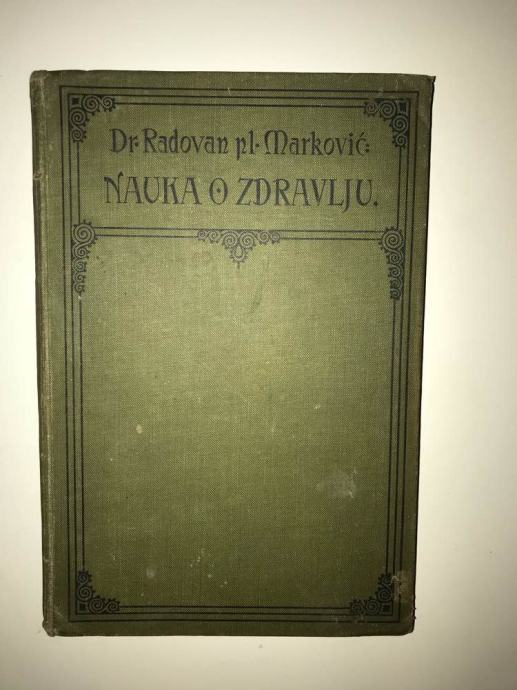 Dr. Radovan pl. Marković:
NAUKA O ZDRAVLJU.